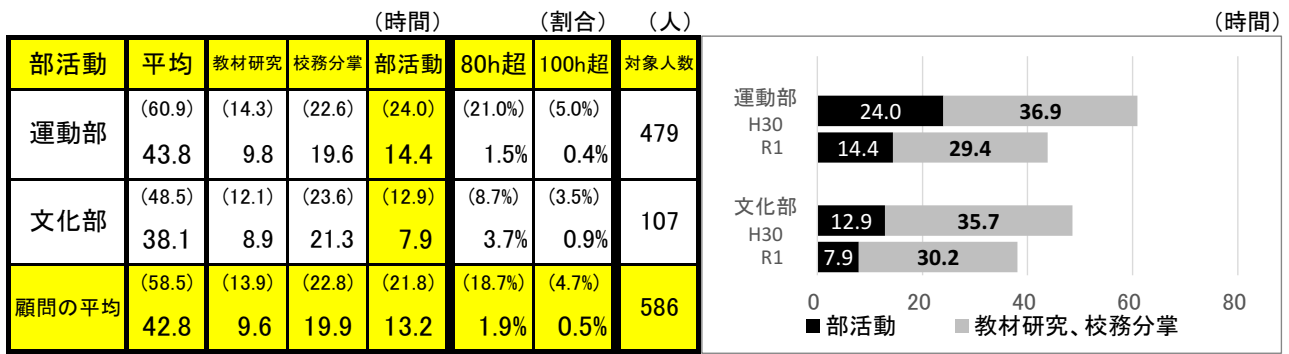 （時間） （割合） （人） （時間）
部活動 平均 教材研究 校務分掌 部活動 80h超 100h超 対象人数
運動部 (60.9) (14.3) (22.6) (24.0) (21.0%) (5.0%) 479
43.8 9.8 19.6 14.4 1.5% 0.4%
文化部 (48.5) (12.1) (23.6) (12.9) (8.7%) (3.5%) 107
38.1 8.9 21.3 7.9 3.7% 0.9%
顧問の平均 (58.5) (13.9) (22.8) (21.8) (18.7%) (4.7%) 586
42.8 9.6 19.9 13.2 1.9% 0.5%
運動部
H30 24.0 36.9
R1 14.4 29.4
文化部
H30 12.9 35.7
R1 7.9 30.2
0 20 40 60 80
■部活動 ■教材研究、校務分掌